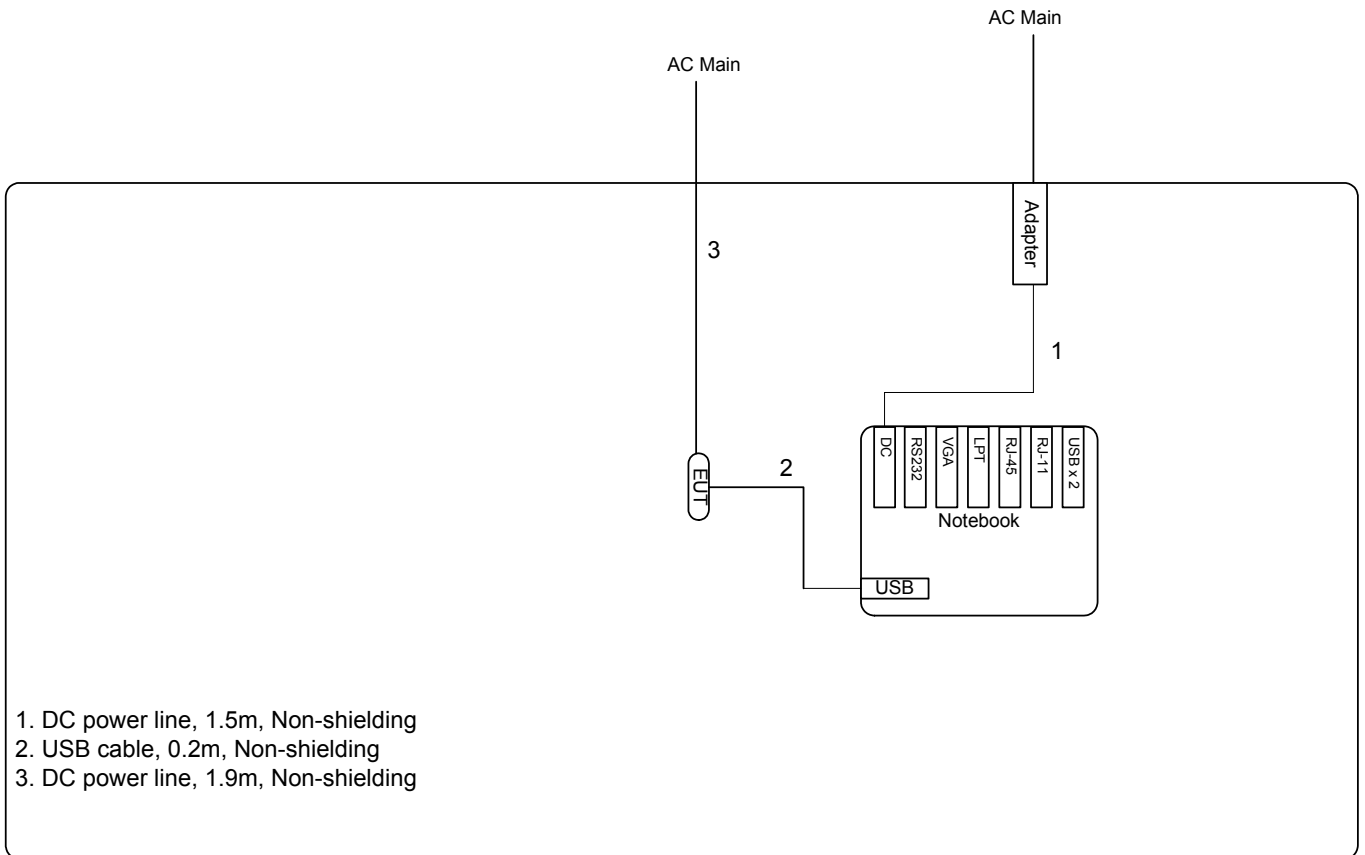 AC Main
AC Main
Adapter
3
1
DC
RS232
VGA
LPT
RJ-45
RJ-11
USB x 2
EUT
2
Notebook
USB
1. DC power line, 1.5m, Non-shielding
2. USB cable, 0.2m, Non-shielding
3. DC power line, 1.9m, Non-shielding